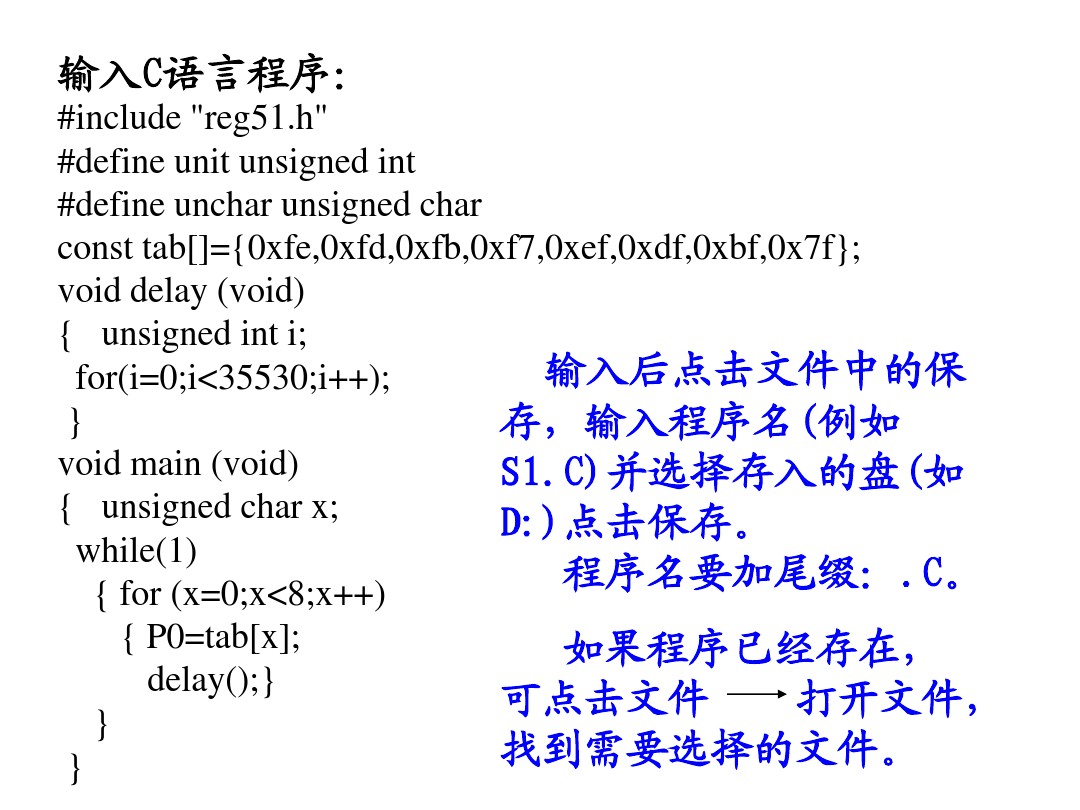 输入C语言程序:
#include "reg51.h"
#define unit unsigned int
#define unchar unsigned char
const tab[]={0xfe,0xfd,0xfb,0xf7,0xef,0xdf,0xbf,0x7f};
void delay (void)
{ unsigned int i;
for(i=0;i<35530;i++);
}
void main (void)
{ unsigned char x;
while(1)
{ for (x=0;x<8;x++)
{ P0=tab[x];
delay();}
}
}
输入后点击文件中的保
存，输入程序名(例如
S1.C)并选择存入的盘(如
D:)点击保存。
程序名要加尾缀：.C。
如果程序已经存在，
可点击文件 → 打开文件，
找到需要选择的文件。